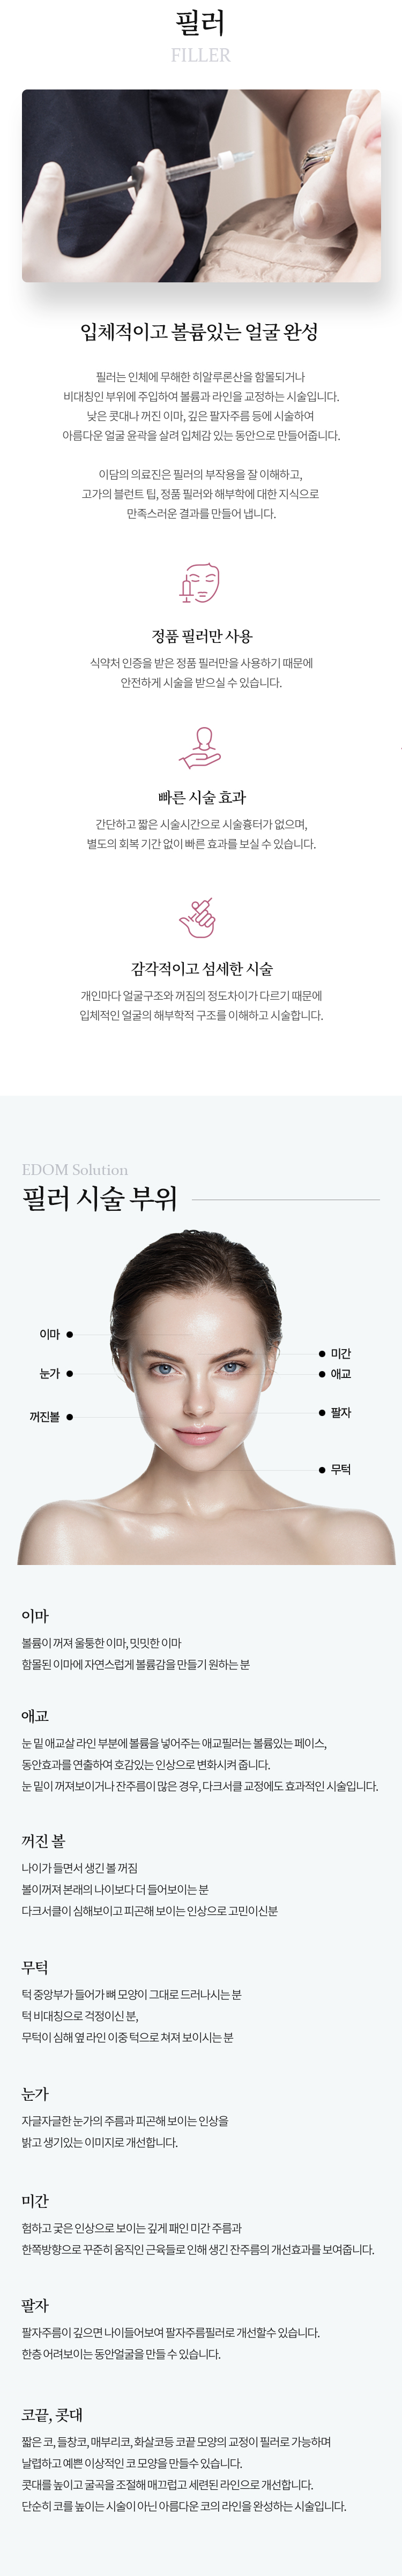 필러
FILLER
입체적이고 볼륨있는 얼굴 완성
필러는 인체에 무해한 히알루론산을 함몰되거나
비대칭인 부위에 주입하여 볼륨과 라인을 교정하는 시술입니다.
낮은 콧대나 꺼진 이마, 깊은 팔자주름 등에 시술하여
아름다운 얼굴 윤곽을 살려 입체감 있는 동안으로 만들어줍니다.
이담의 의료진은 필러의 부작용을 잘 이해하고,
고가의 블런트 팁, 정품 필러와 해부학에 대한 지식으로
만족스러운 결과를 만들어 냅니다.
정품 필러만 사용
식약처 인증을 받은 정품 필러만을 사용하기 때문에
안전하게 시술을 받으실 수 있습니다.
빠른 시술 효과
간단하고 짧은 시술시간으로 시술흉터가 없으며,
별도의 회복 기간 없이 빠른 효과를 보실 수 있습니다.
감각적이고 섬세한 시술
개인마다 얼굴구조와 꺼짐의 정도차이가 다르기 때문에
입체적인 얼굴의 해부학적 구조를 이해하고 시술합니다.
EDOM Solution
필러 시술 부위
이마
미간
눈가
애교
팔자
꺼진볼
무턱
이마
볼륨이 꺼져 울퉁한 이마, 밋밋한 이마
함몰된 이마에 자연스럽게 볼륨감을 만들기 원하는 분
애교
눈 밑 애교살 라인 부분에 볼륨을 넣어주는 애교필러는 볼륨있는 페이스,
동안효과를 연출하여 호감있는 인상으로 변화시켜 줍니다.
눈 밑이 꺼져보이거나 잔주름이 많은 경우, 다크서클 교정에도 효과적인 시술입니다.
꺼진 볼
나이가 들면서 생긴 볼 꺼짐
볼이꺼져 본래의 나이보다 더 들어보이는 분
다크서클이 심해보이고 피곤해 보이는 인상으로 고민이신분
무턱
턱 중앙부가 들어가 뼈 모양이 그대로 드러나시는 분
턱 비대칭으로 걱정이신 분,
무턱이 심해 옆 라인 이중 턱으로 쳐져 보이시는 분
눈가
자글자글한 눈가의 주름과 피곤해 보이는 인상을
밝고 생기있는 이미지로 개선합니다.
미간
험하고 궂은 인상으로 보이는 깊게 패인 미간 주름과
한쪽방향으로 꾸준히 움직인 근육들로 인해 생긴 잔주름의 개선효과를 보여줍니다.
팔자
팔자주름이 깊으면 나이들어보여 팔자주름필러로 개선할수 있습니다.
한층 어려보이는 동안얼굴을 만들 수 있습니다.
코끝, 콧대
짧은 코, 들창코, 매부리코, 화살코등 코끝 모양의 교정이 필러로 가능하며
날렵하고 예쁜 이상적인 코 모양을 만들수 있습니다.
콧대를 높이고 굴곡을 조절해 매끄럽고 세련된 라인으로 개선합니다.
단순히 코를 높이는 시술이 아닌 아름다운 코의 라인을 완성하는 시술입니다.